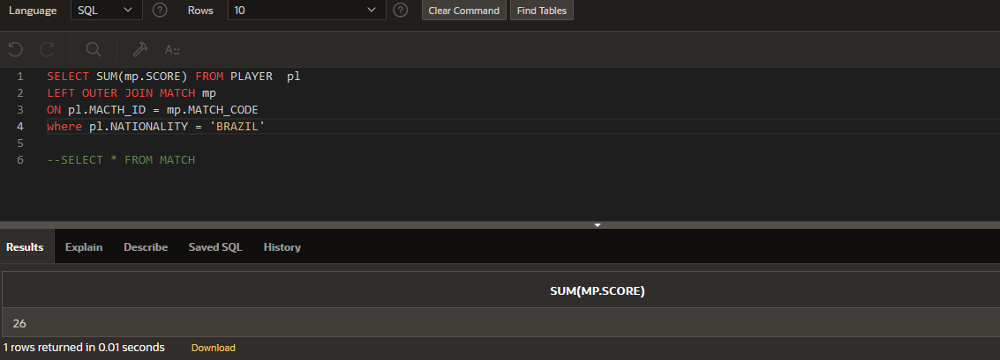 Language SQL ? Rows 10 ? Clear Command Find Tables
A
1 SELECT SUM(mp.SCORE) FROM PLAYER  pl
2 LEFT OUTER JOIN MATCH mp
3 ON pl.MACTH_ID = mp.MATCH_CODE
4 where pl.NATIONALITY = 'BRAZIL'
5
6 --SELECT * FROM MATCH
Results Explain Describe Saved SQL History
SUM(MP.SCORE)
26
1 rows returned in 0.01 seconds Download